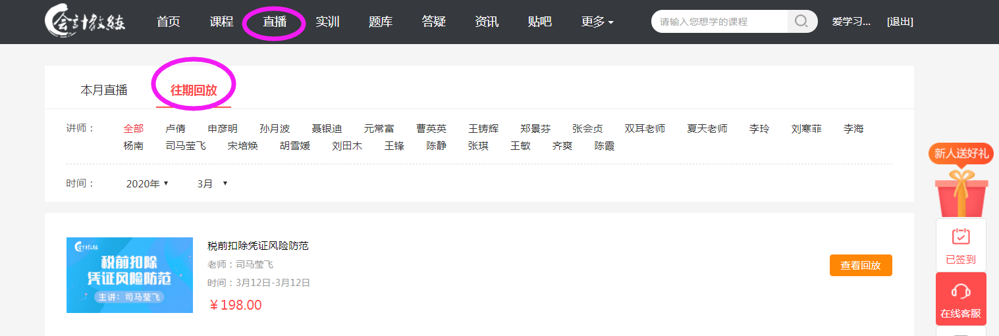 会计教练 首页 课程 直播 实训 题库 答疑 资讯 贴吧 更多 请输入您想学的课程 爱学习... [退出]
本月直播 往期回放
讲师： 全部 卢倩 申彦明 孙月波 聂银迪 元常富 曹英英 王铸辉 郑景芬 张会贞 双耳老师 夏天老师 李玲 刘寒菲 李海
杨南 司马莹飞 宋培焕 胡雪媛 刘田木 王锋 陈静 张琪 王敏 齐爽 陈霞
新人送好礼
时间： 2020年 3月
会计教练
税前扣除
凭证风险防范
主讲：司马莹飞
税前扣除凭证风险防范
老师：司马莹飞
时间：3月12日-3月12日
￥198.00
查看回放
已签到
在线客服